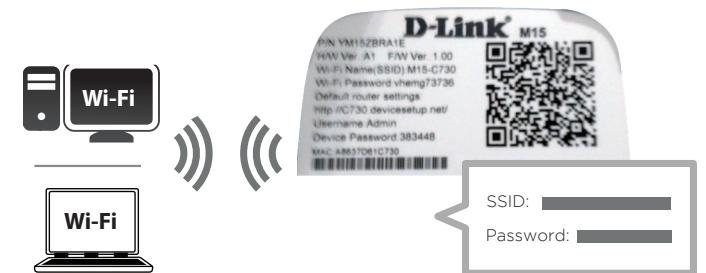 D-Link M15
P/N YM15ZBRA1E
H/W Ver. A1 F/W Ver. 1.00
Wi-Fi Name(SSID) M15-C730
Wi-Fi Password vhemg73736
Default router settings
http://C730.devicesetup.net/
Username Admin
Device Password 383448
MAC A8637D61C730
Wi-Fi
Wi-Fi
SSID:
Password: